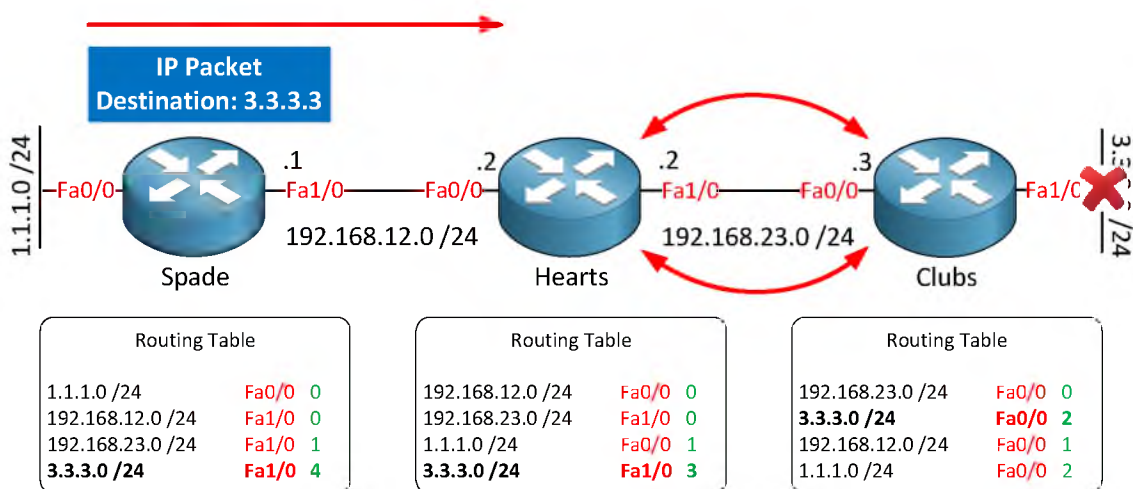 IP Packet
Destination: 3.3.3.3
1.1.1.0 /24
Fa0/0
.1
Fa1/0
.2
Fa0/0
.2
Fa1/0
.3
Fa0/0
Fa1/0
/24
192.168.12.0 /24
192.168.23.0 /24
Spade
Hearts
Clubs
Routing Table
1.1.1.0 /24 Fa0/0 0
192.168.12.0 /24 Fa1/0 0
192.168.23.0 /24 Fa1/0 1
3.3.3.0 /24 Fa1/0 4
Routing Table
192.168.12.0 /24 Fa0/0 0
192.168.23.0 /24 Fa1/0 0
1.1.1.0 /24 Fa0/0 1
3.3.3.0 /24 Fa1/0 3
Routing Table
192.168.23.0 /24 Fa0/0 0
3.3.3.0 /24 Fa0/0 2
192.168.12.0 /24 Fa0/0 1
1.1.1.0 /24 Fa0/0 2